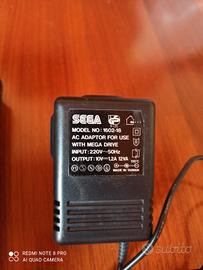 SEGA
MODEL NO: 1602-18
AC ADAPTOR FOR USE
WITH MEGA DRIVE
INPUT: 220V~50Hz
OUTPUT: 10V⎓1.2A 12VA
MADE IN TAIWAN
REDMI NOTE 8 PRO
AI QUAD CAMERA
subito